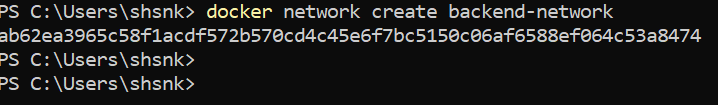 PS C:\Users\shsnk> docker network create backend-network
ab62ea3965c58f1acdf572b570cd4c45e6f7bc5150c06af6588ef064c53a8474
PS C:\Users\shsnk>
PS C:\Users\shsnk>